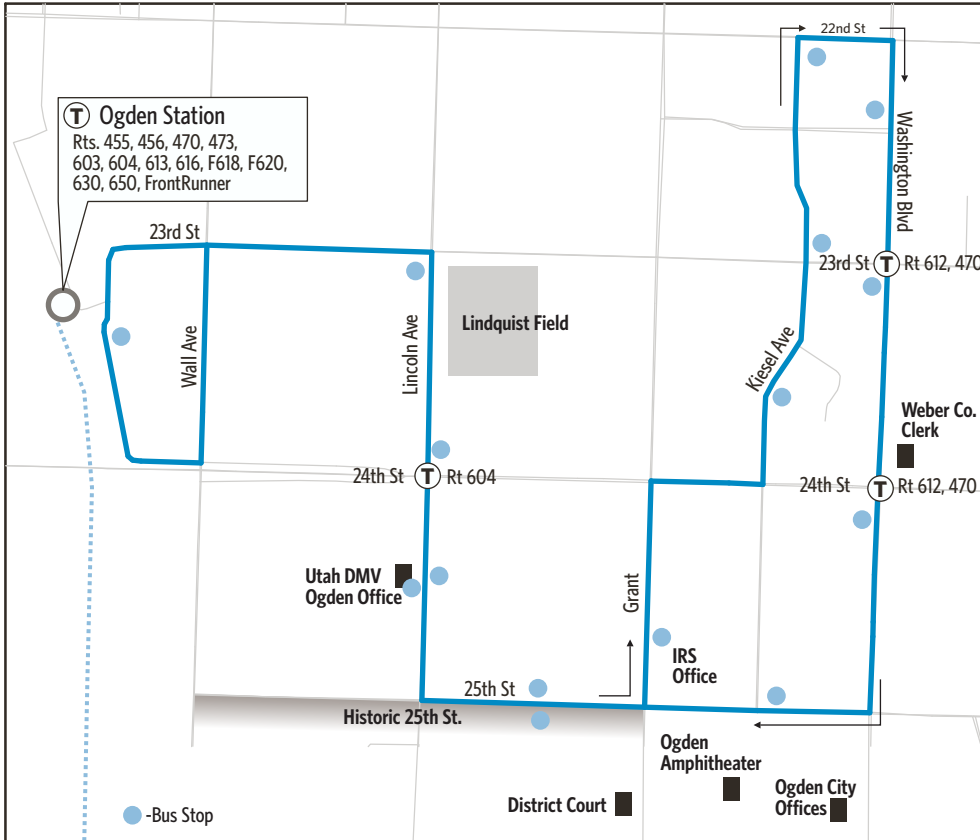 22nd St
T Ogden Station
Rts. 455, 456, 470, 473,
603, 604, 613, 616, F618, F620,
630, 650, FrontRunner
Washington Blvd
23rd St
23rd St T Rt 612, 470
Lindquist Field
Wall Ave
Lincoln Ave
Kiesel Ave
Weber Co.
Clerk
24th St T Rt 604
24th St T Rt 612, 470
Utah DMV
Ogden Office
Grant
IRS
Office
25th St
Historic 25th St.
Ogden
Amphitheater
Ogden City
Offices
District Court
-Bus Stop